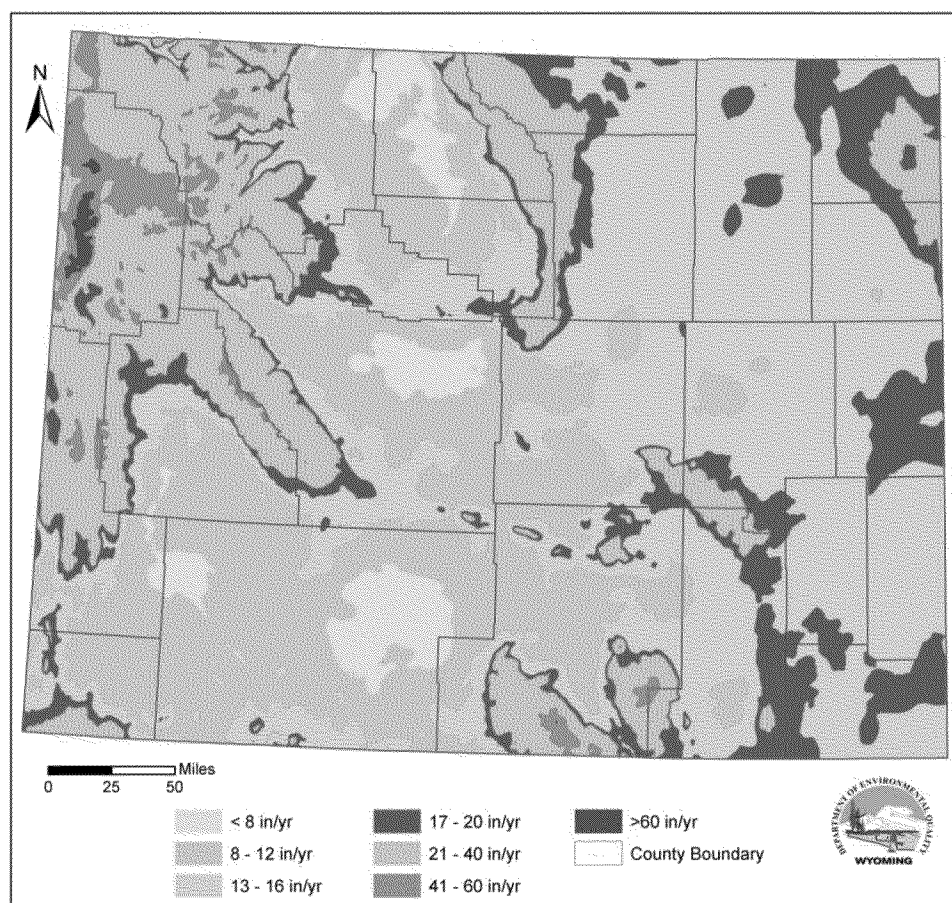 N
Miles
0 25 50
< 8 in/yr
8 - 12 in/yr
13 - 16 in/yr
17 - 20 in/yr
21 - 40 in/yr
41 - 60 in/yr
>60 in/yr
County Boundary
DEPARTMENT OF ENVIRONMENTAL QUALITY
WYOMING